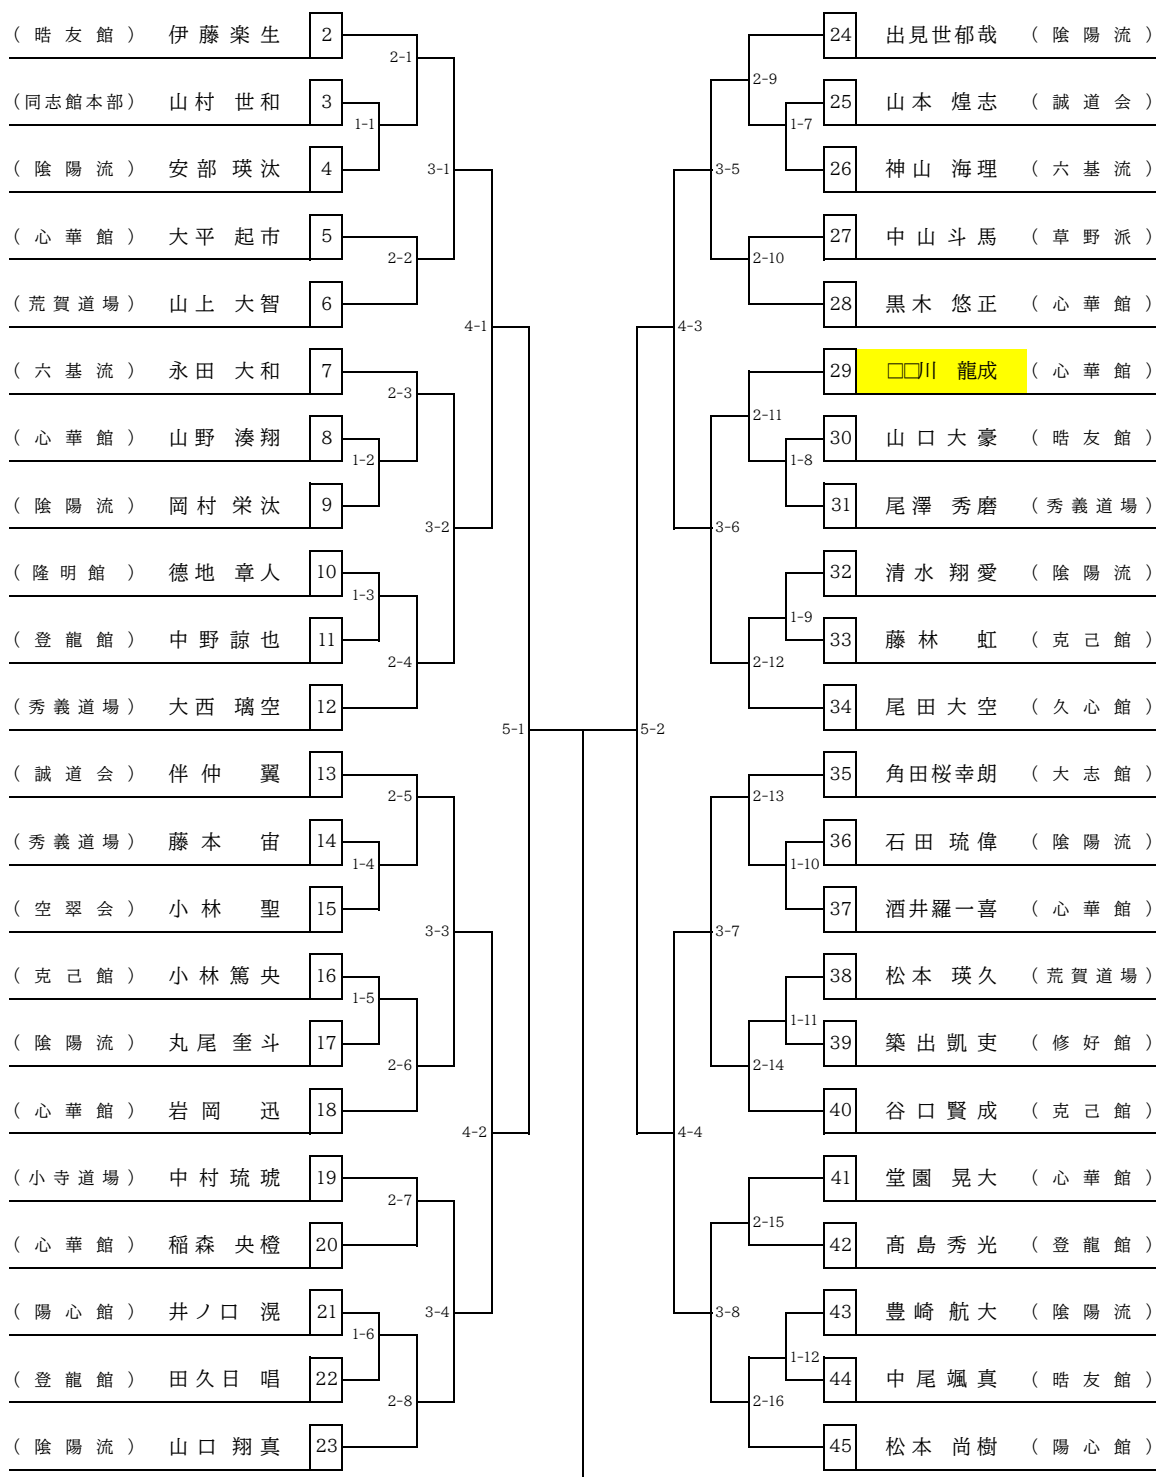 （晧友館） 伊藤楽生 2
2-1
（同志館本部） 山村 世和 3
1-1
（陰陽流） 安部 瑛汰 4
3-1
（心華館） 大平 起市 5
2-2
（荒賀道場） 山上 大智 6
4-1
（六基流） 永田 大和 7
2-3
（心華館） 山野 湊翔 8
1-2
（陰陽流） 岡村 栄汰 9
3-2
（隆明館） 德地 章人 10
1-3
（登龍館） 中野諒也 11
2-4
（秀義道場） 大西 璃空 12
5-1
（誠道会） 伴仲 翼 13
2-5
（秀義道場） 藤本 宙 14
1-4
（空翠会） 小林 聖 15
3-3
（克己館） 小林篤央 16
1-5
（陰陽流） 丸尾奎斗 17
2-6
（心華館） 岩岡 迅 18
4-2
（小寺道場） 中村琉琥 19
2-7
（心華館） 稲森 央橙 20
（陽心館） 井ノ口 滉 21
3-4
1-6
（登龍館） 田久日 唱 22
2-8
（陰陽流） 山口翔真 23
24 出見世郁哉 （陰陽流）
2-9
25 山本 煌志 （誠道会）
1-7
26 神山 海理 （六基流）
3-5
27 中山斗馬 （草野派）
2-10
28 黒木 悠正 （心華館）
4-3
29 □□川 龍成 （心華館）
2-11
30 山口大豪 （晧友館）
1-8
31 尾澤 秀磨 （秀義道場）
3-6
32 清水 翔愛 （陰陽流）
1-9
33 藤林 虹 （克己館）
2-12
34 尾田大空 （久心館）
5-2
35 角田桜幸朗 （大志館）
2-13
36 石田 琉偉 （陰陽流）
1-10
37 酒井羅一喜 （心華館）
3-7
38 松本 瑛久 （荒賀道場）
1-11
39 築出凱吏 （修好館）
2-14
40 谷口賢成 （克己館）
4-4
41 堂園 晃大 （心華館）
2-15
42 髙島秀光 （登龍館）
43 豊崎 航大 （陰陽流）
3-8
1-12
44 中尾颯真 （晧友館）
2-16
45 松本 尚樹 （陽心館）